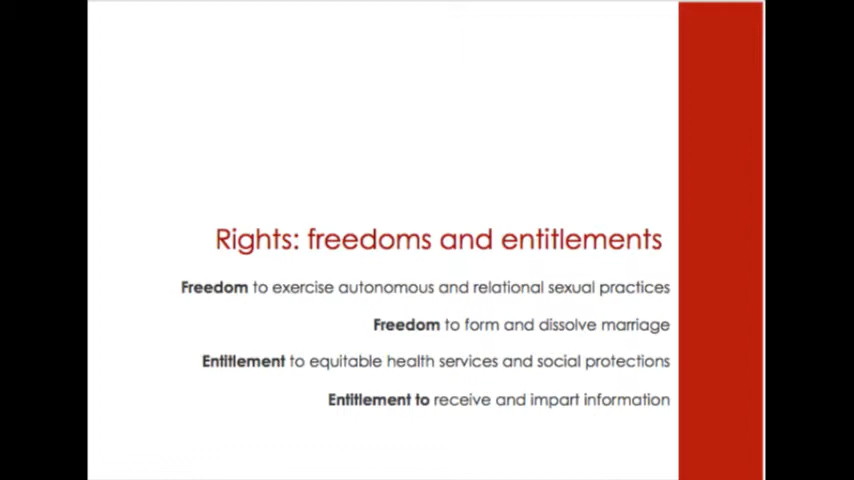 Rights: freedoms and entitlements
Freedom to exercise autonomous and relational sexual practices
Freedom to form and dissolve marriage
Entitlement to equitable health services and social protections
Entitlement to receive and impart information